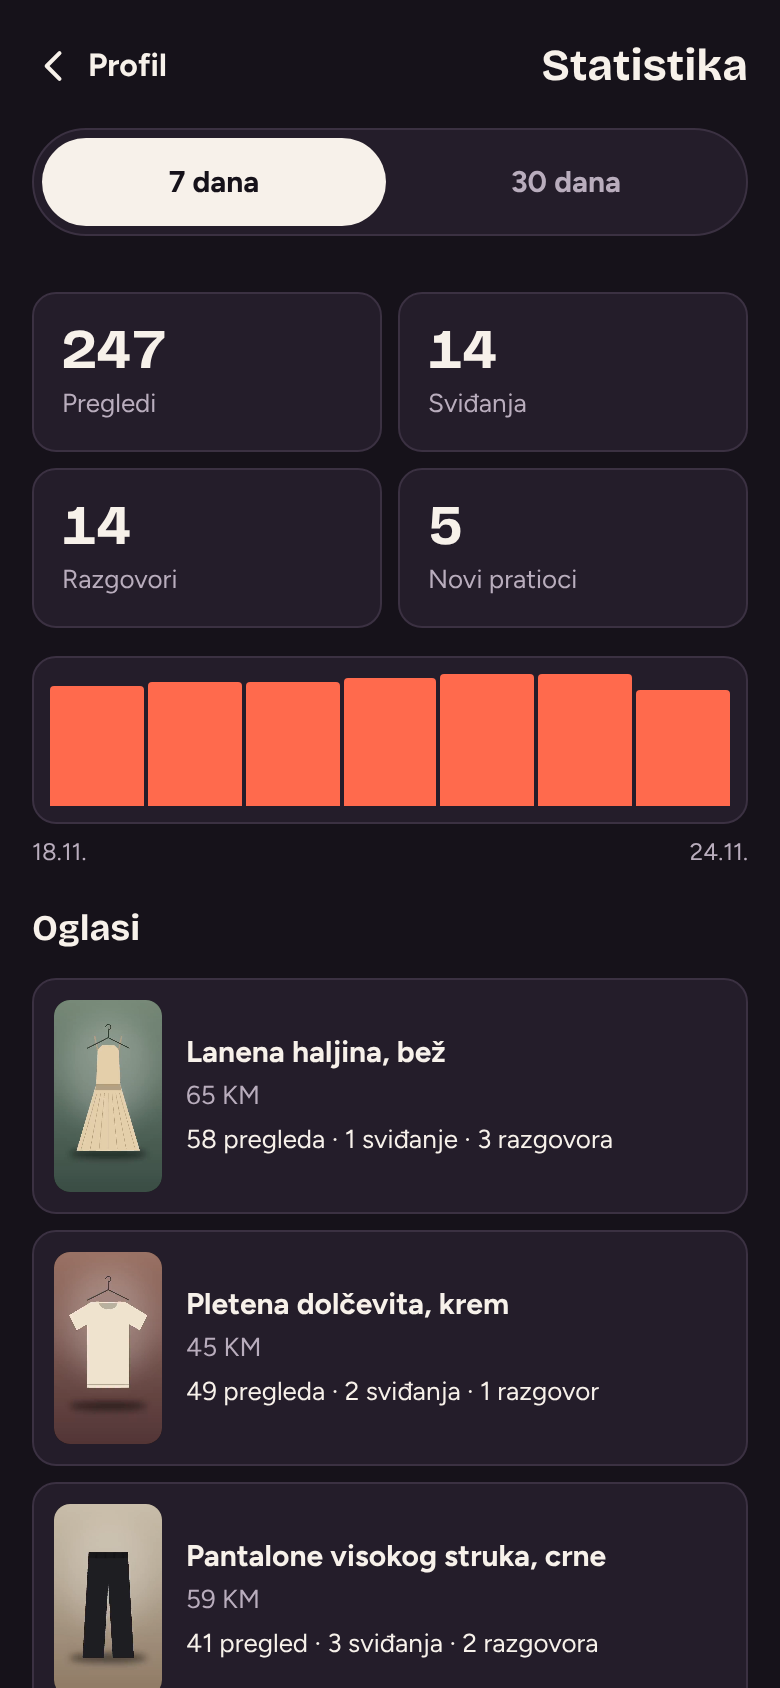 Profil
Statistika
7 dana
30 dana
247
Pregledi
14
Sviđanja
14
Razgovori
5
Novi pratioci
18.11.
24.11.
Oglasi
Lanena haljina, bež
65 KM
58 pregleda · 1 sviđanje · 3 razgovora
Pletena dolčevita, krem
45 KM
49 pregleda · 2 sviđanja · 1 razgovor
Pantalone visokog struka, crne
59 KM
41 pregled · 3 sviđanja · 2 razgovora